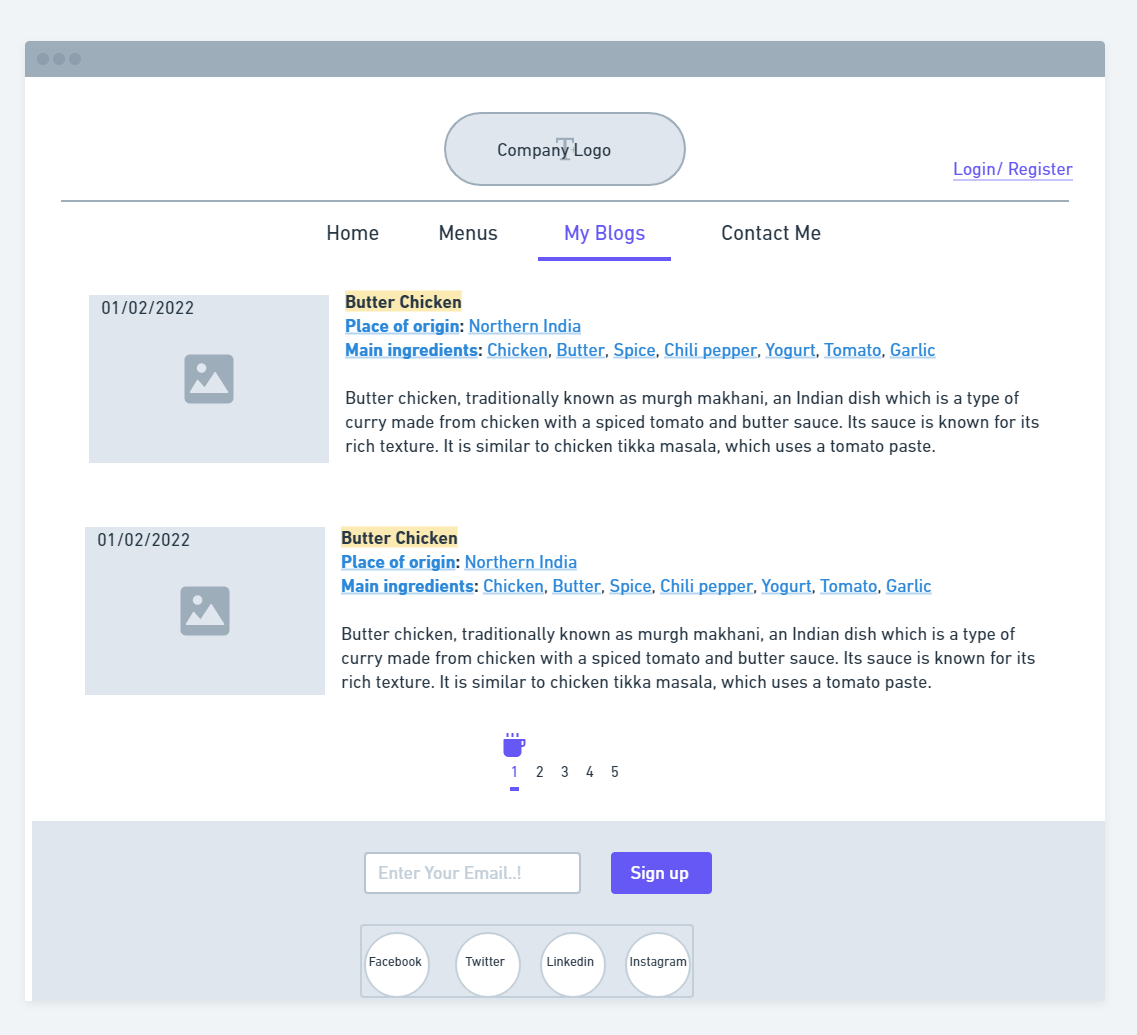 Company Logo
Login/ Register
Home Menus My Blogs Contact Me
01/02/2022
Butter Chicken
Place of origin: Northern India
Main ingredients: Chicken, Butter, Spice, Chili pepper, Yogurt, Tomato, Garlic
Butter chicken, traditionally known as murgh makhani, an Indian dish which is a type of
curry made from chicken with a spiced tomato and butter sauce. Its sauce is known for its
rich texture. It is similar to chicken tikka masala, which uses a tomato paste.
01/02/2022
Butter Chicken
Place of origin: Northern India
Main ingredients: Chicken, Butter, Spice, Chili pepper, Yogurt, Tomato, Garlic
Butter chicken, traditionally known as murgh makhani, an Indian dish which is a type of
curry made from chicken with a spiced tomato and butter sauce. Its sauce is known for its
rich texture. It is similar to chicken tikka masala, which uses a tomato paste.
1 2 3 4 5
Enter Your Email..! Sign up
Facebook Twitter Linkedin Instagram